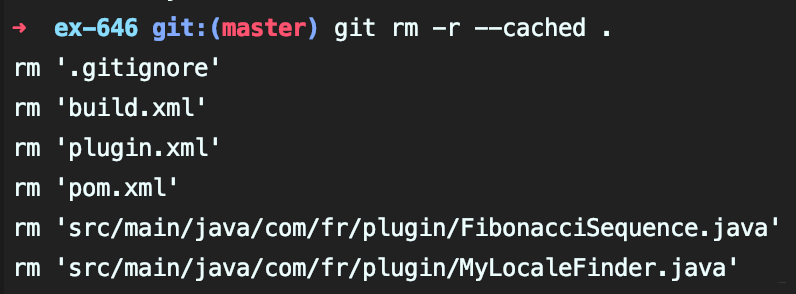 → ex-646 git:(master) git rm -r --cached .
rm '.gitignore'
rm 'build.xml'
rm 'plugin.xml'
rm 'pom.xml'
rm 'src/main/java/com/fr/plugin/FibonacciSequence.java'
rm 'src/main/java/com/fr/plugin/MyLocaleFinder.java'